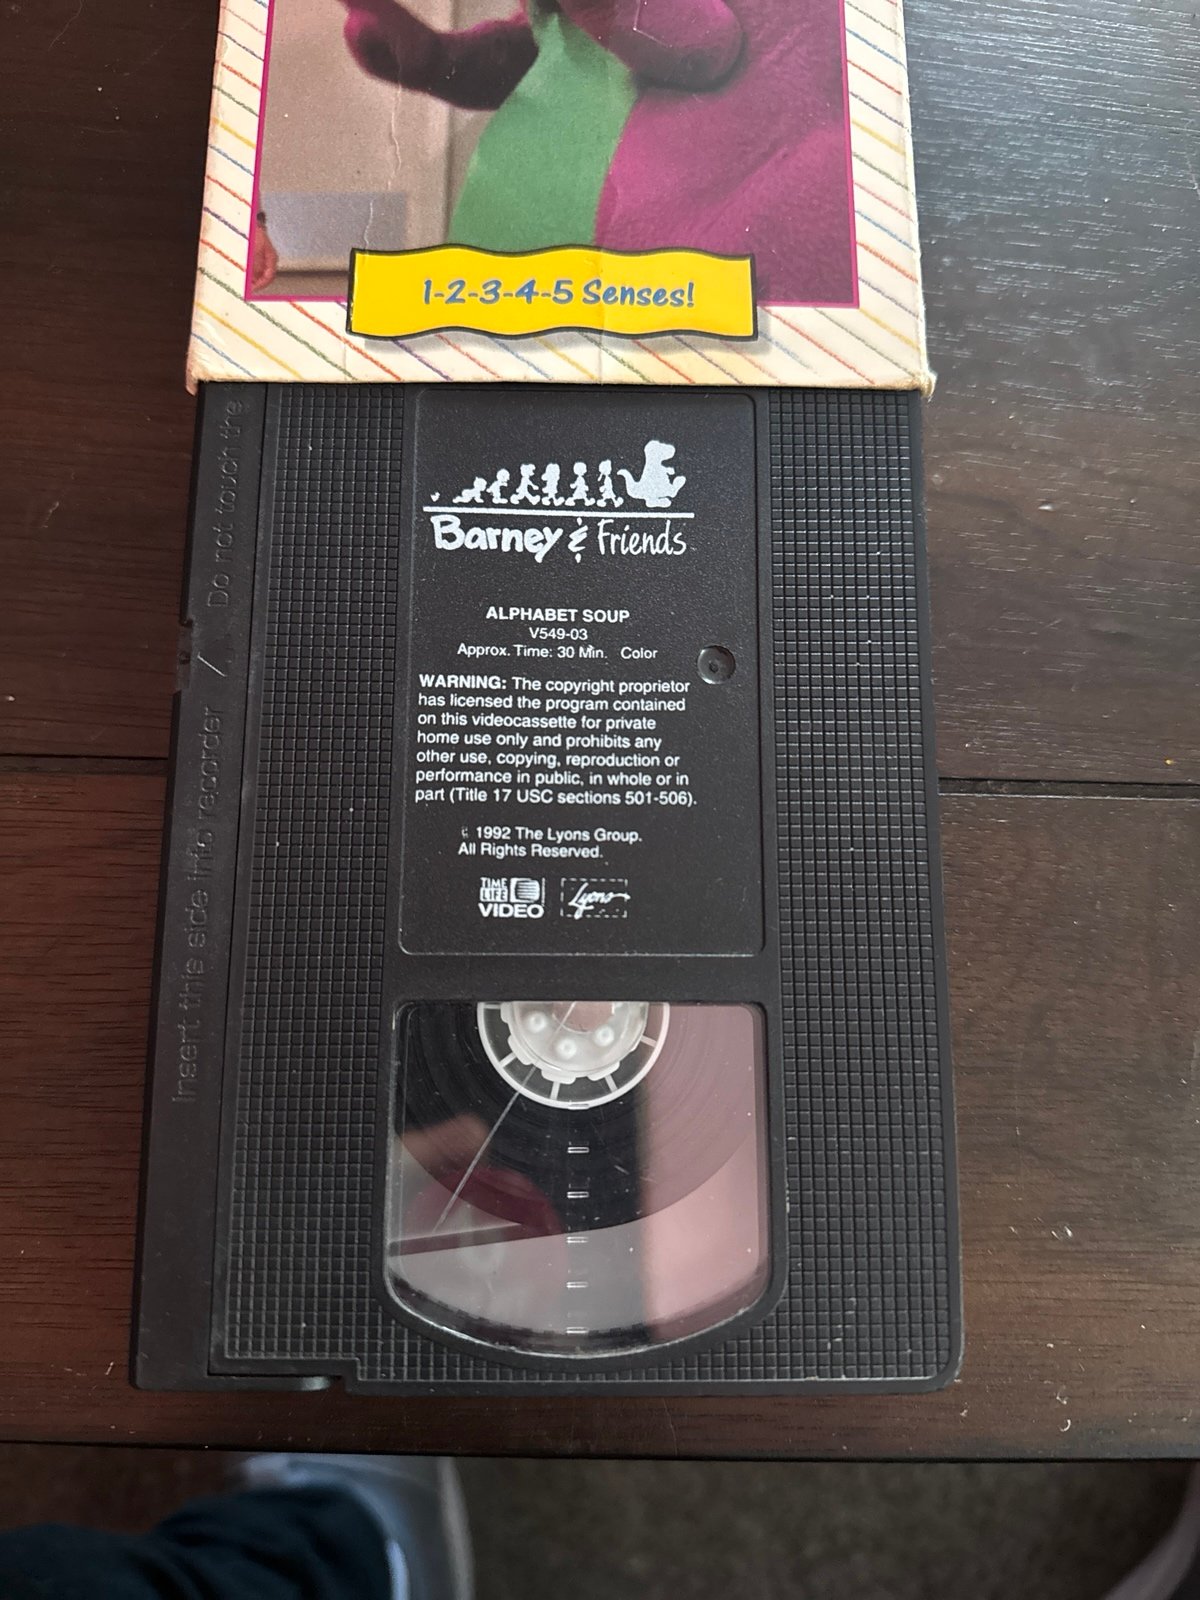 1-2-3-4-5 Senses!
Barney & Friends
ALPHABET SOUP
V549-03
Approx. Time: 30 Min. Color
WARNING: The copyright proprietor
has licensed the program contained
on this videocassette for private
home use only and prohibits any
other use, copying, reproduction or
performance in public, in whole or in
part (Title 17 USC sections 501-506).
© 1992 The Lyons Group.
All Rights Reserved.
TIME
LIFE
VIDEO
Lyons
Insert this side into recorder / Do not touch the